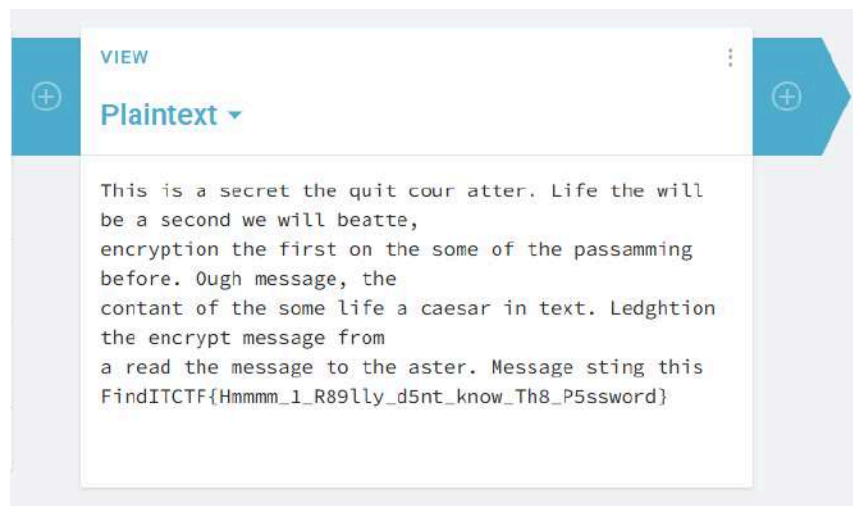 VIEW
Plaintext
This is a secret the quit cour atter. Life the will
be a second we will beatte,
encryption the first on the some of the passamming
before. Ough message, the
contant of the some life a caesar in text. Ledghtion
the encrypt message from
a read the message to the aster. Message sting this
FindITCTF{Hmmmm_1_R89lly_d5nt_know_Th8_P5ssword}